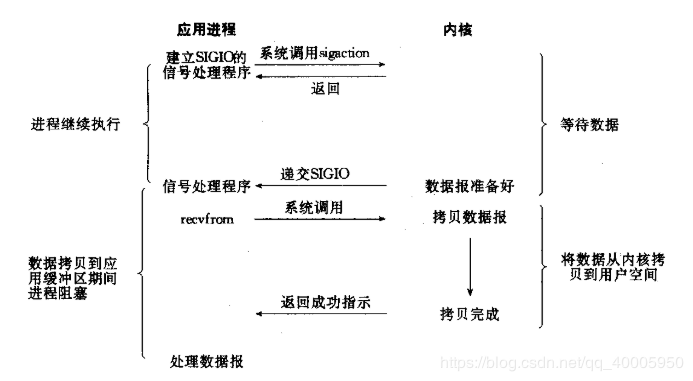 应用进程
内核
建立SIGIO的
信号处理程序
系统调用sigaction
返回
进程继续执行
等待数据
信号处理程序
递交SIGIO
数据报准备好
recvfrom
系统调用
拷贝数据报
数据拷贝到应
用缓冲区期间
进程阻塞
将数据从内核拷
贝到用户空间
返回成功指示
拷贝完成
处理数据报
https://blog.csdn.net/qq_40005950